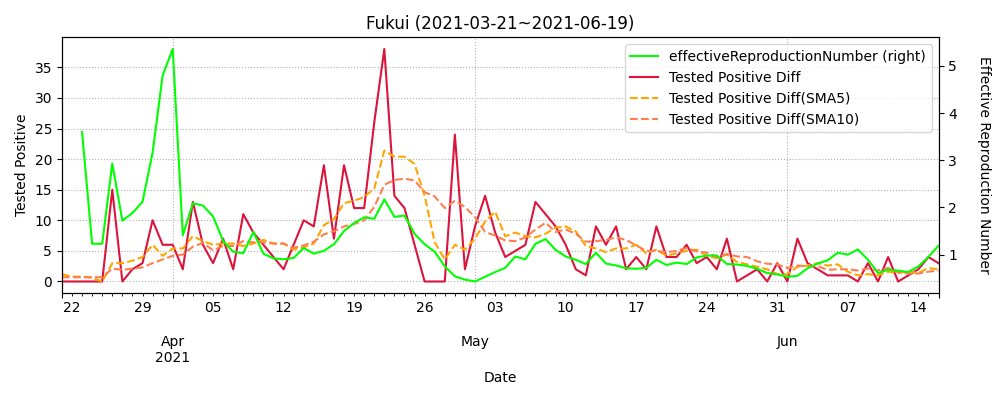 Fukui (2021-03-21~2021-06-19)
effectiveReproductionNumber (right)
Tested Positive Diff
Tested Positive Diff(SMA5)
Tested Positive Diff(SMA10)
Tested Positive
35
30
25
20
15
10
5
0
5
4
3
2
1
Effective Reproduction Number
22 29 05 12 19 26 03 10 17 24 31 07 14
Apr May Jun
2021
Date